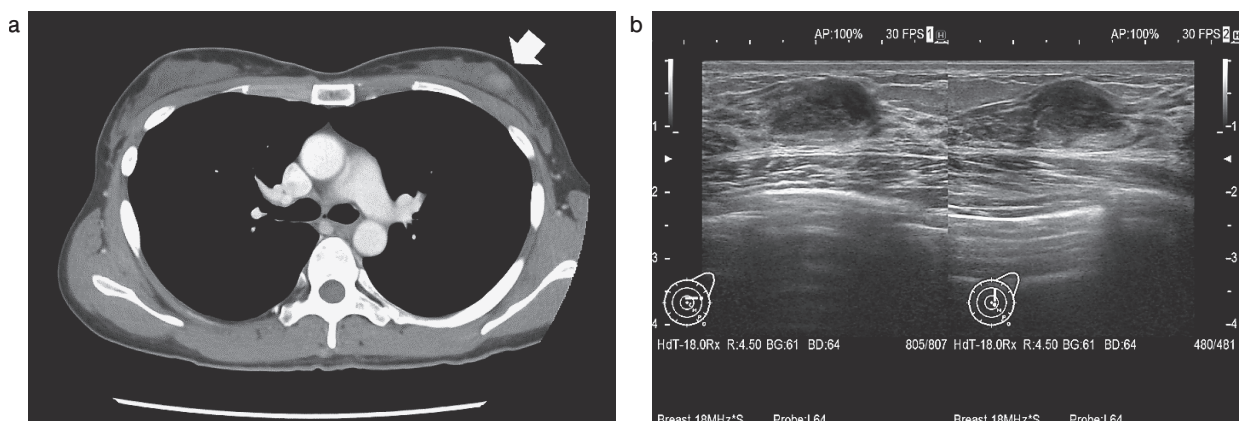 a
b
AP:100% 30 FPS 1 H
AP:100% 30 FPS 2
1
2
3
4
1
2
3
4
HdT-18.0Rx R:4.50 BG:61 BD:64 805/807
HdT-18.0Rx R:4.50 BG:61 BD:64 480/481
Breast 18MHz*S Probe:L64
Breast 18MHz*S Probe:L64